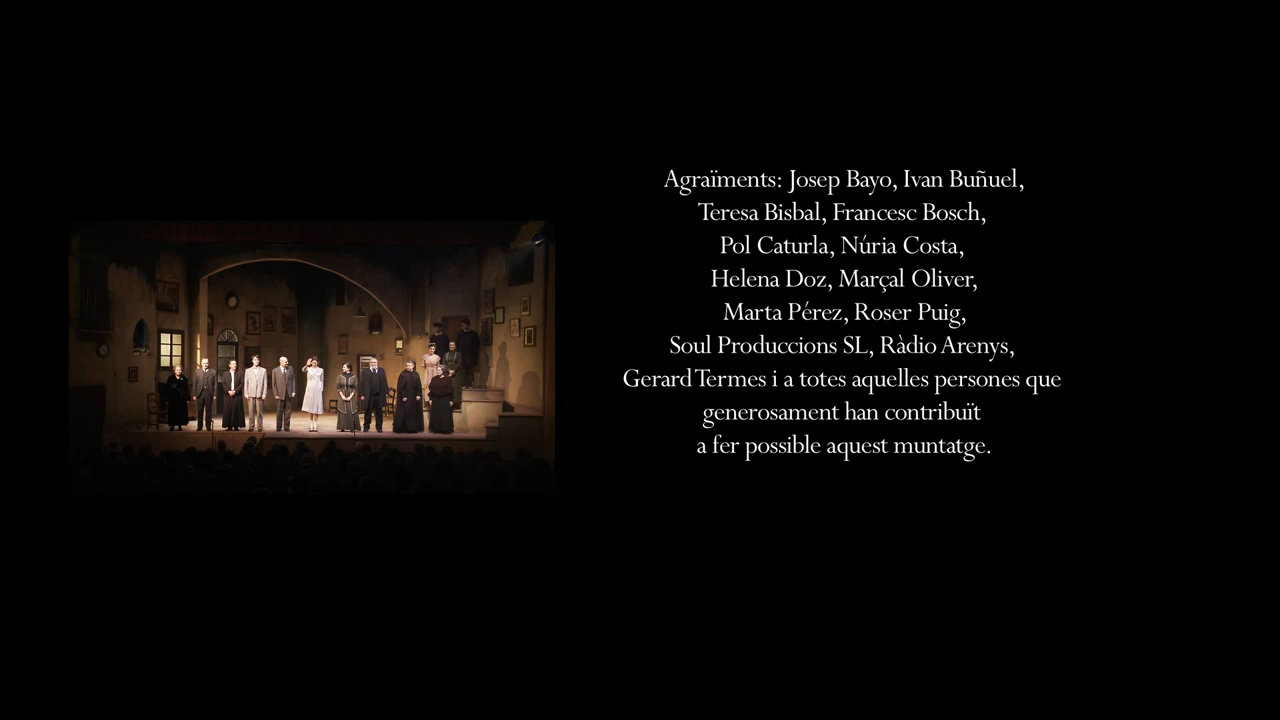 Agraïments: Josep Bayo, Ivan Buñuel,
Teresa Bisbal, Francesc Bosch,
Pol Caturla, Núria Costa,
Helena Doz, Marçal Oliver,
Marta Pérez, Roser Puig,
Soul Produccions SL, Ràdio Arenys,
Gerard Termes i a totes aquelles persones que
generosament han contribuït
a fer possible aquest muntatge.